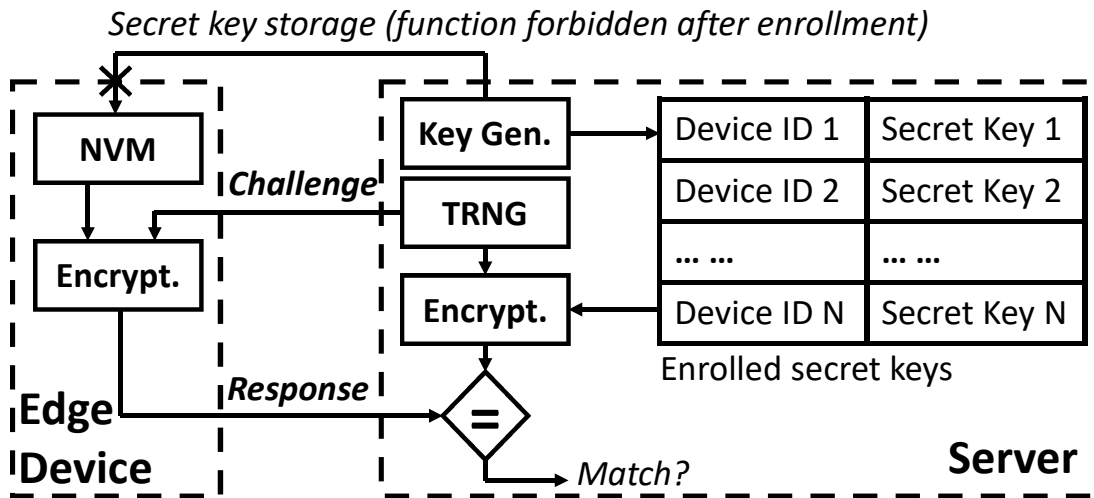 Secret key storage (function forbidden after enrollment)
NVM
Encrypt.
Edge
Device
Challenge
Response
Key Gen.
TRNG
Encrypt.
=
Match?
Device ID 1 Secret Key 1
Device ID 2 Secret Key 2
... ... ... ...
Device ID N Secret Key N
Enrolled secret keys
Server